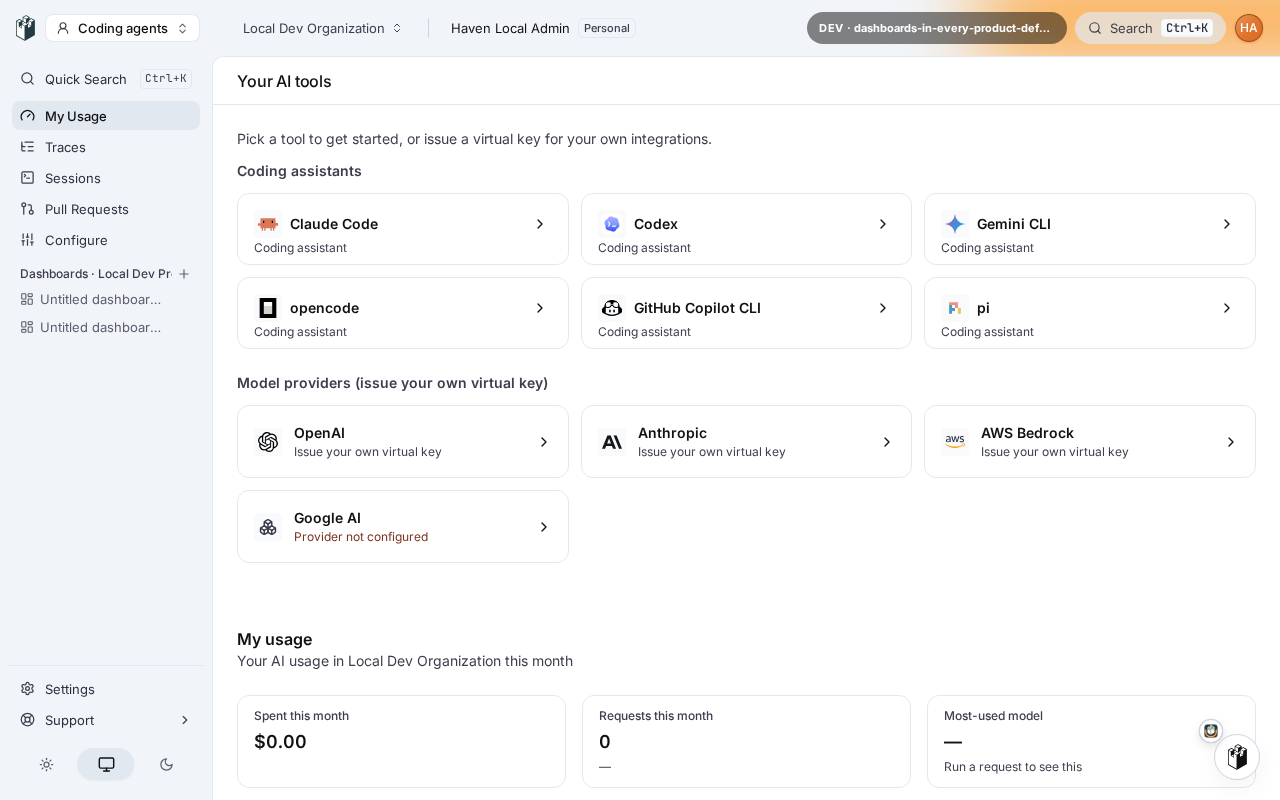 Coding agents
Local Dev Organization
Haven Local Admin
Personal
DEV · dashboards-in-every-product-def...
Search
Ctrl+K
HA
Quick Search
Ctrl+K
My Usage
Traces
Sessions
Pull Requests
Configure
Dashboards · Local Dev Pr
Untitled dashboar...
Untitled dashboar...
Settings
Support
Your AI tools
Pick a tool to get started, or issue a virtual key for your own integrations.
Coding assistants
Claude Code
Coding assistant
Codex
Coding assistant
Gemini CLI
Coding assistant
opencode
Coding assistant
GitHub Copilot CLI
Coding assistant
pi
Coding assistant
Model providers (issue your own virtual key)
OpenAI
Issue your own virtual key
Anthropic
Issue your own virtual key
aws
AWS Bedrock
Issue your own virtual key
Google AI
Provider not configured
My usage
Your AI usage in Local Dev Organization this month
Spent this month
$0.00
Requests this month
0
—
Most-used model
—
Run a request to see this